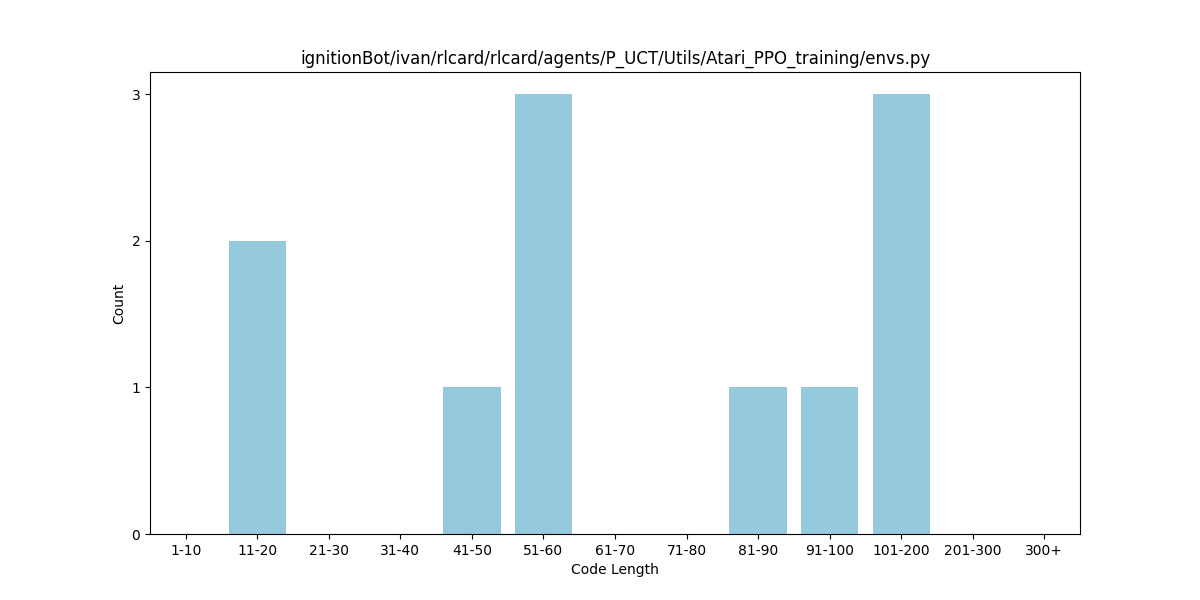 ignitionBot/ivan/rlcard/rlcard/agents/P_UCT/Utils/Atari_PPO_training/envs.py
3
2
1
0
Count
1-10 11-20 21-30 31-40 41-50 51-60 61-70 71-80 81-90 91-100 101-200 201-300 300+
Code Length